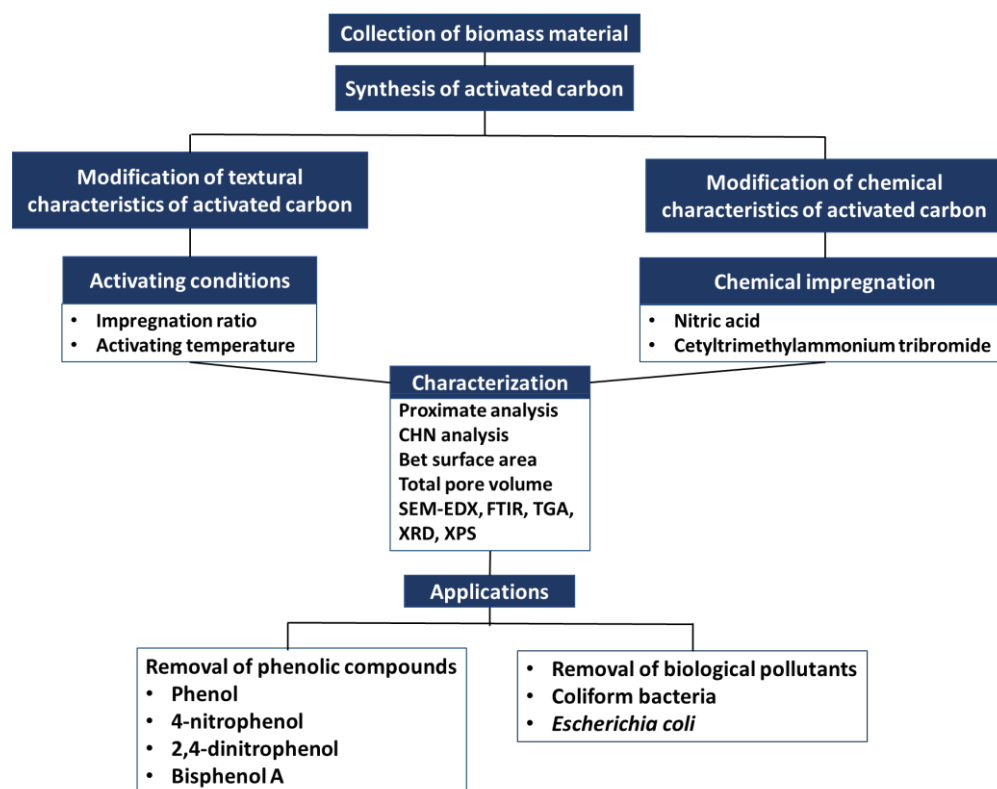 Collection of biomass material
Synthesis of activated carbon
Modification of textural
characteristics of activated carbon
Modification of chemical
characteristics of activated carbon
Activating conditions
• Impregnation ratio
• Activating temperature
Chemical impregnation
• Nitric acid
• Cetyltrimethylammonium tribromide
Characterization
Proximate analysis
CHN analysis
Bet surface area
Total pore volume
SEM-EDX, FTIR, TGA,
XRD, XPS
Applications
Removal of phenolic compounds
• Phenol
• 4-nitrophenol
• 2,4-dinitrophenol
• Bisphenol A
• Removal of biological pollutants
• Coliform bacteria
• Escherichia coli